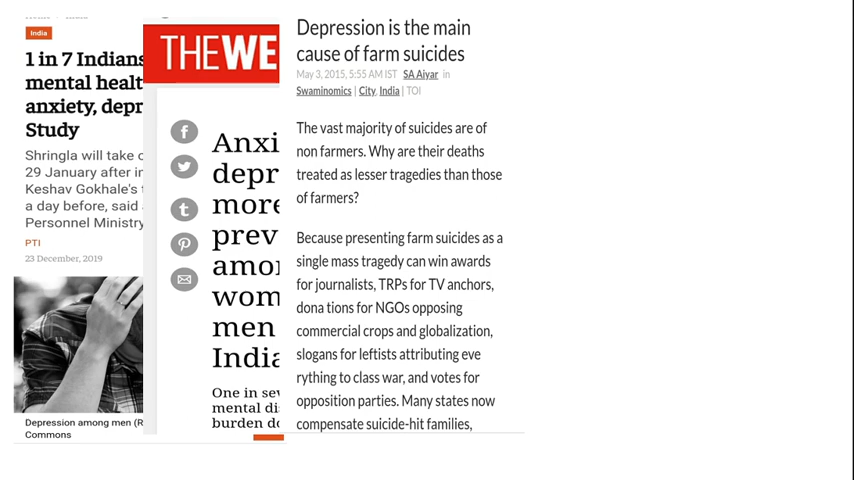 India
1 in 7 Indians
mental healt
anxiety, depr
Study
Shringla will take
29 January after in
Keshav Gokhale's
a day before, said
Personnel Ministry
PTI
23 December, 2019
Depression among men (R
Commons
THEWE
Anxi
depr
more
prev
amo
wom
men
India
One in sev
mental di
burden d
Depression is the main
cause of farm suicides
May 3, 2015, 5:55 AM IST SA Aiyar in
Swaminomics | City, India | TOI
The vast majority of suicides are of
non farmers. Why are their deaths
treated as lesser tragedies than those
of farmers?
Because presenting farm suicides as a
single mass tragedy can win awards
for journalists, TRPs for TV anchors,
dona tions for NGOs opposing
commercial crops and globalization,
slogans for leftists attributing eve
rything to class war, and votes for
opposition parties. Many states now
compensate suicide-hit families,